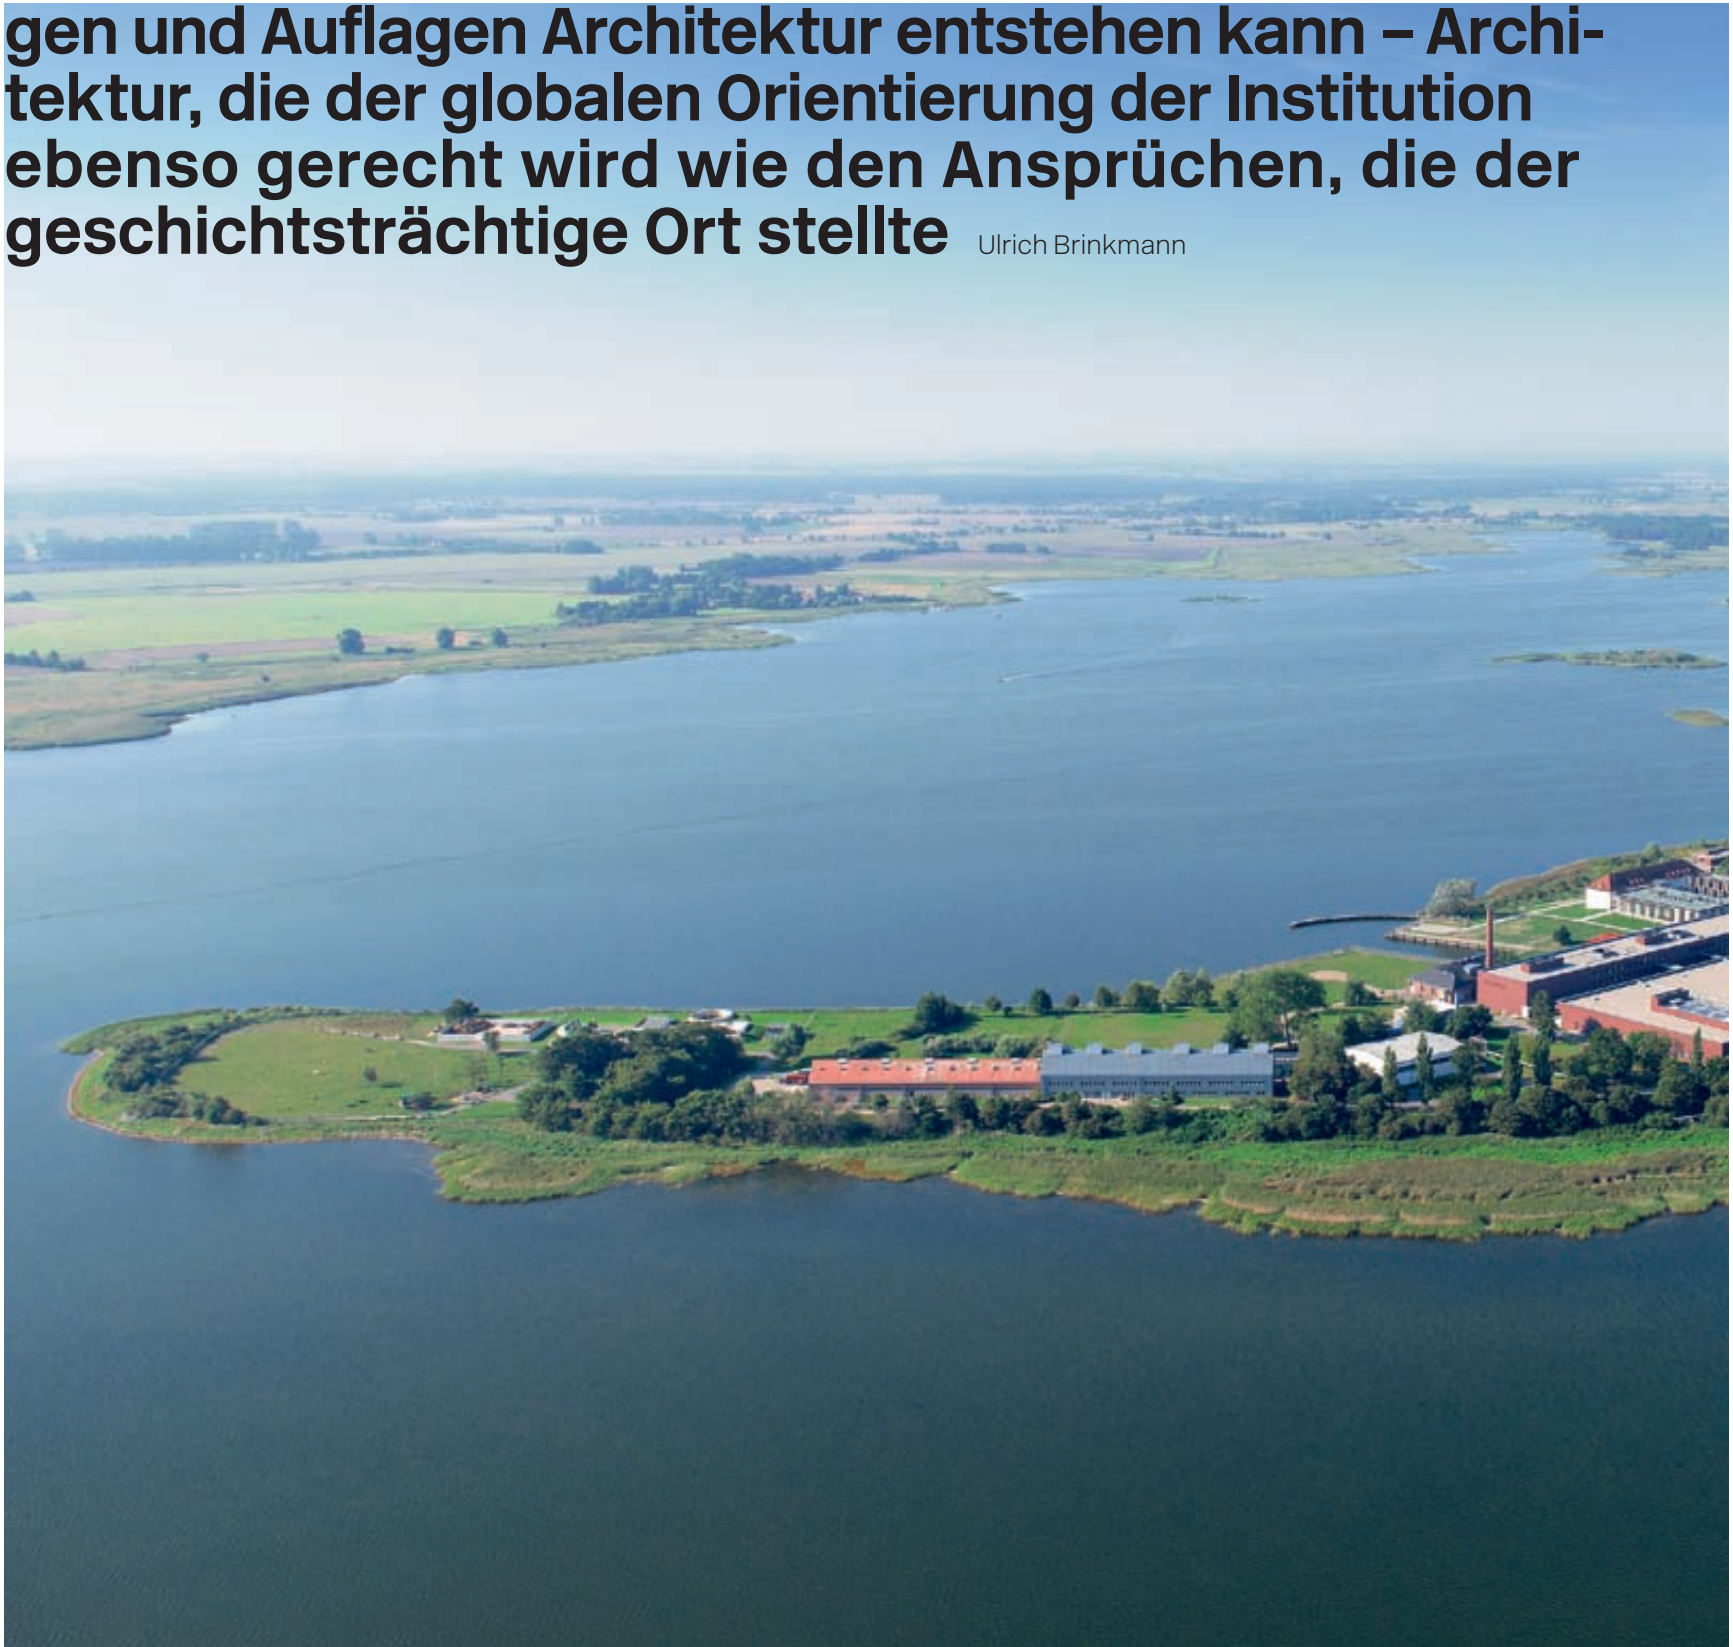 gen und Auflagen Architektur entstehen kann – Archi-
tektur, die der globalen Orientierung der Institution
ebenso gerecht wird wie den Ansprüchen, die der
geschichtsträchtige Ort stellte Ulrich Brinkmann